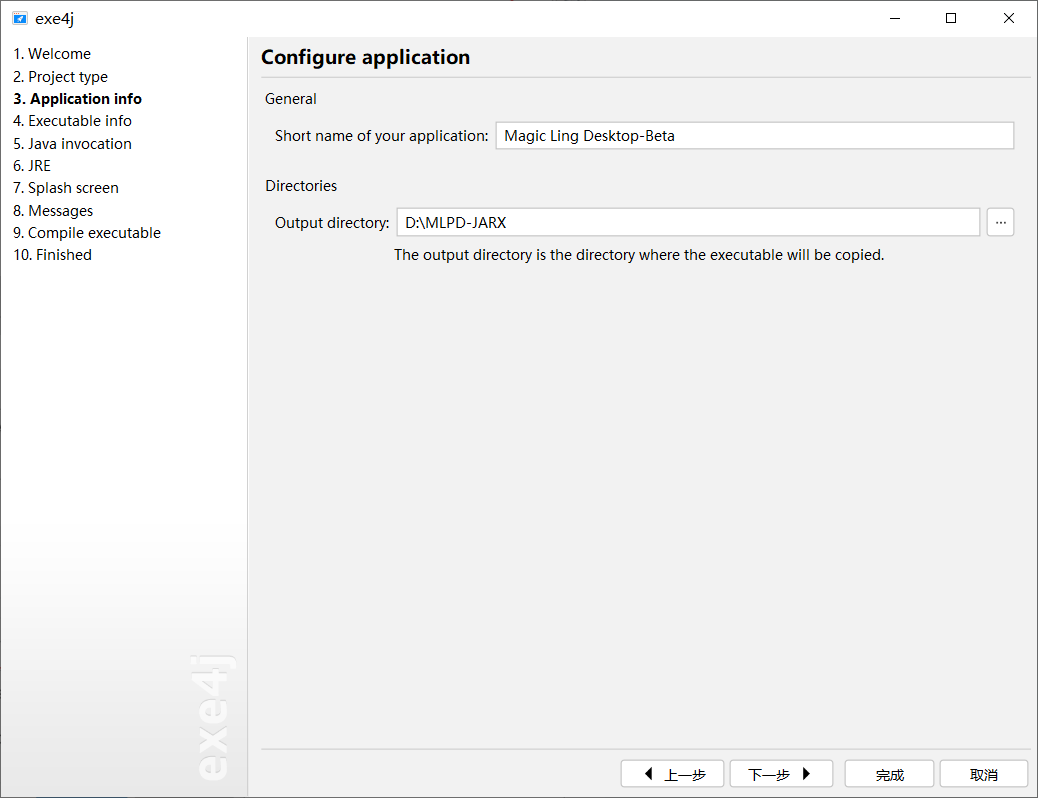 exe4j
1. Welcome
2. Project type
3. Application info
4. Executable info
5. Java invocation
6. JRE
7. Splash screen
8. Messages
9. Compile executable
10. Finished
exe4j
Configure application
General
Short name of your application: Magic Ling Desktop-Beta
Directories
Output directory: D:\MLPD-JARX ...
The output directory is the directory where the executable will be copied.
上一步 下一步 完成 取消